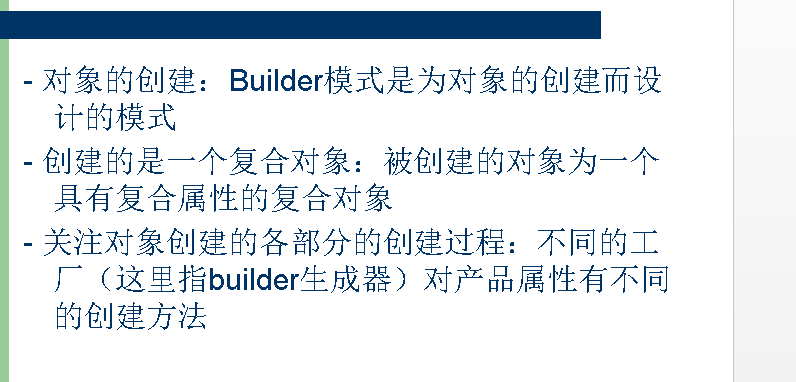 - 对象的创建：Builder模式是为对象的创建而设
计的模式
- 创建的是一个复合对象：被创建的对象为一个
具有复合属性的复合对象
- 关注对象创建的各部分的创建过程：不同的工
厂（这里指builder生成器）对产品属性有不同
的创建方法